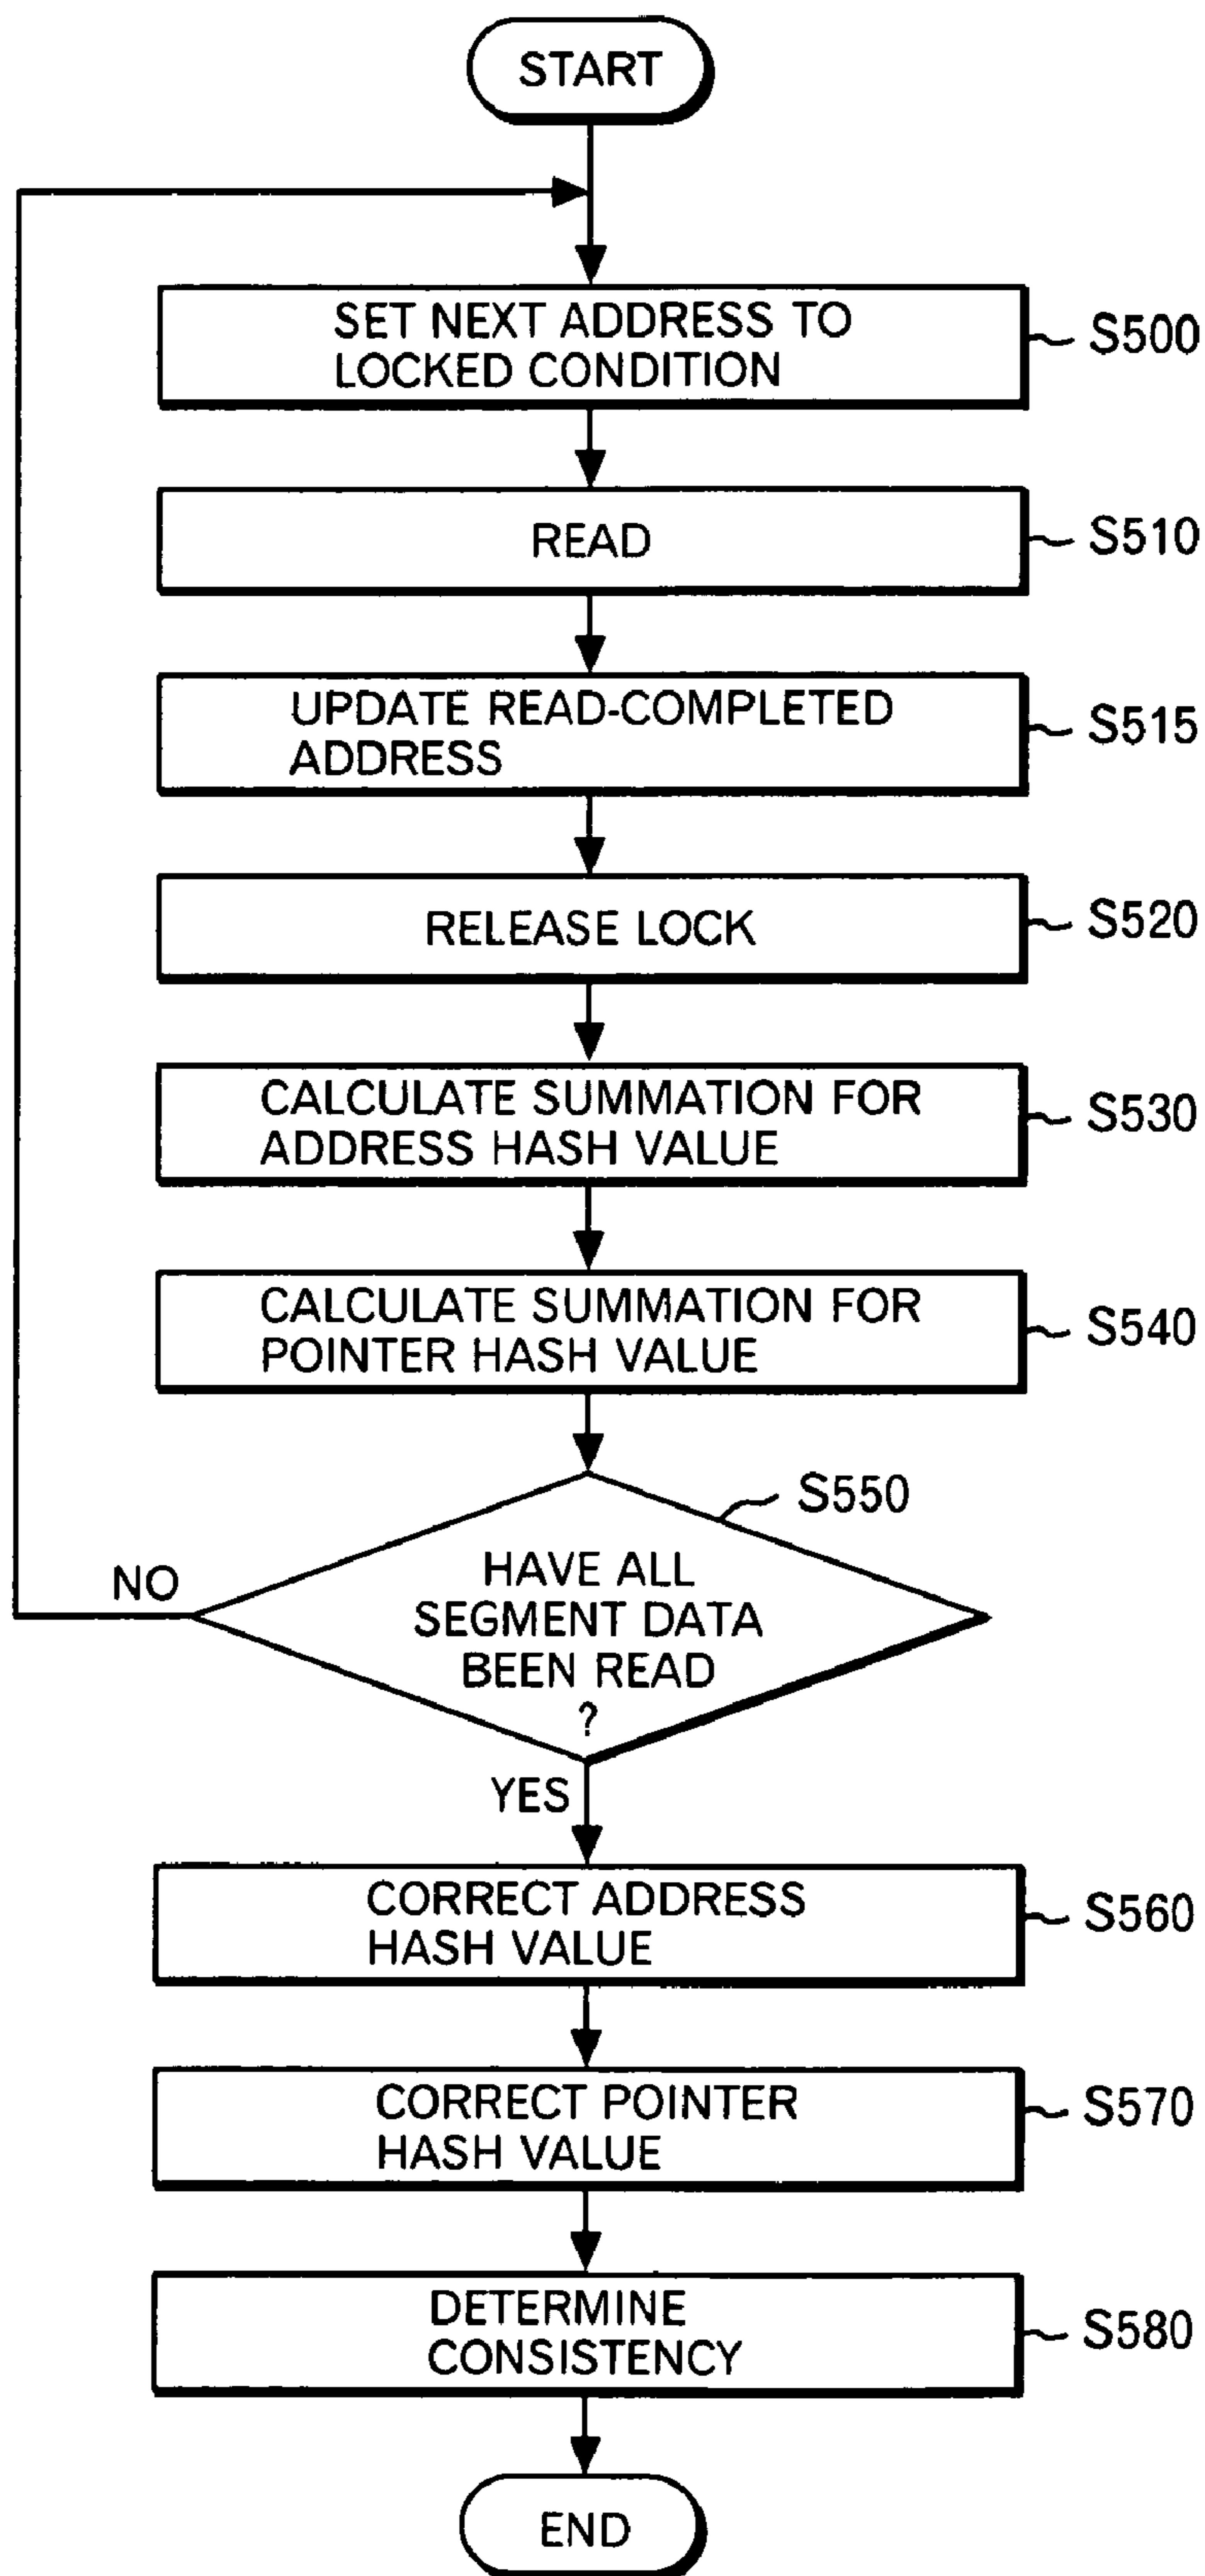 START
SET NEXT ADDRESS TO
LOCKED CONDITION
S500
READ
S510
UPDATE READ-COMPLETED
ADDRESS
S515
RELEASE LOCK
S520
CALCULATE SUMMATION FOR
ADDRESS HASH VALUE
S530
CALCULATE SUMMATION FOR
POINTER HASH VALUE
S540
S550
HAVE ALL
SEGMENT DATA
BEEN READ
?
NO
YES
CORRECT ADDRESS
HASH VALUE
S560
CORRECT POINTER
HASH VALUE
S570
DETERMINE
CONSISTENCY
S580
END